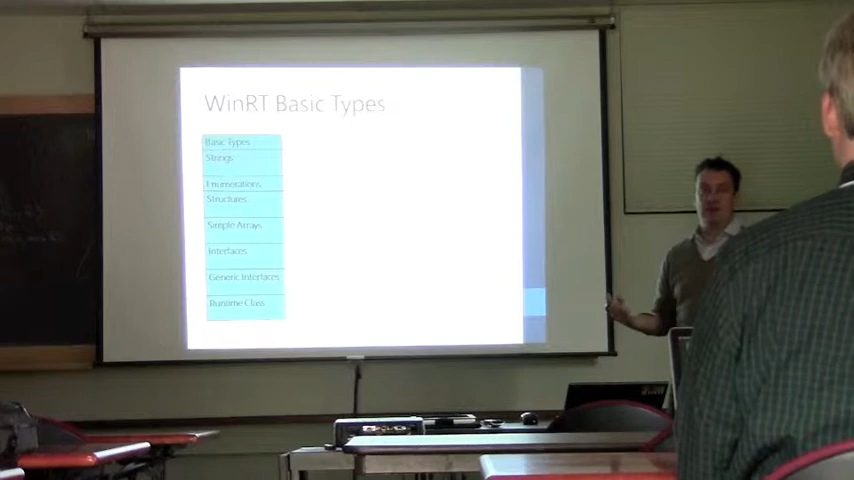 WinRT Basic Types
Basic Types
Strings
Enumerations
Structures
Simple Arrays
Interfaces
Generic Interfaces
Runtime Class